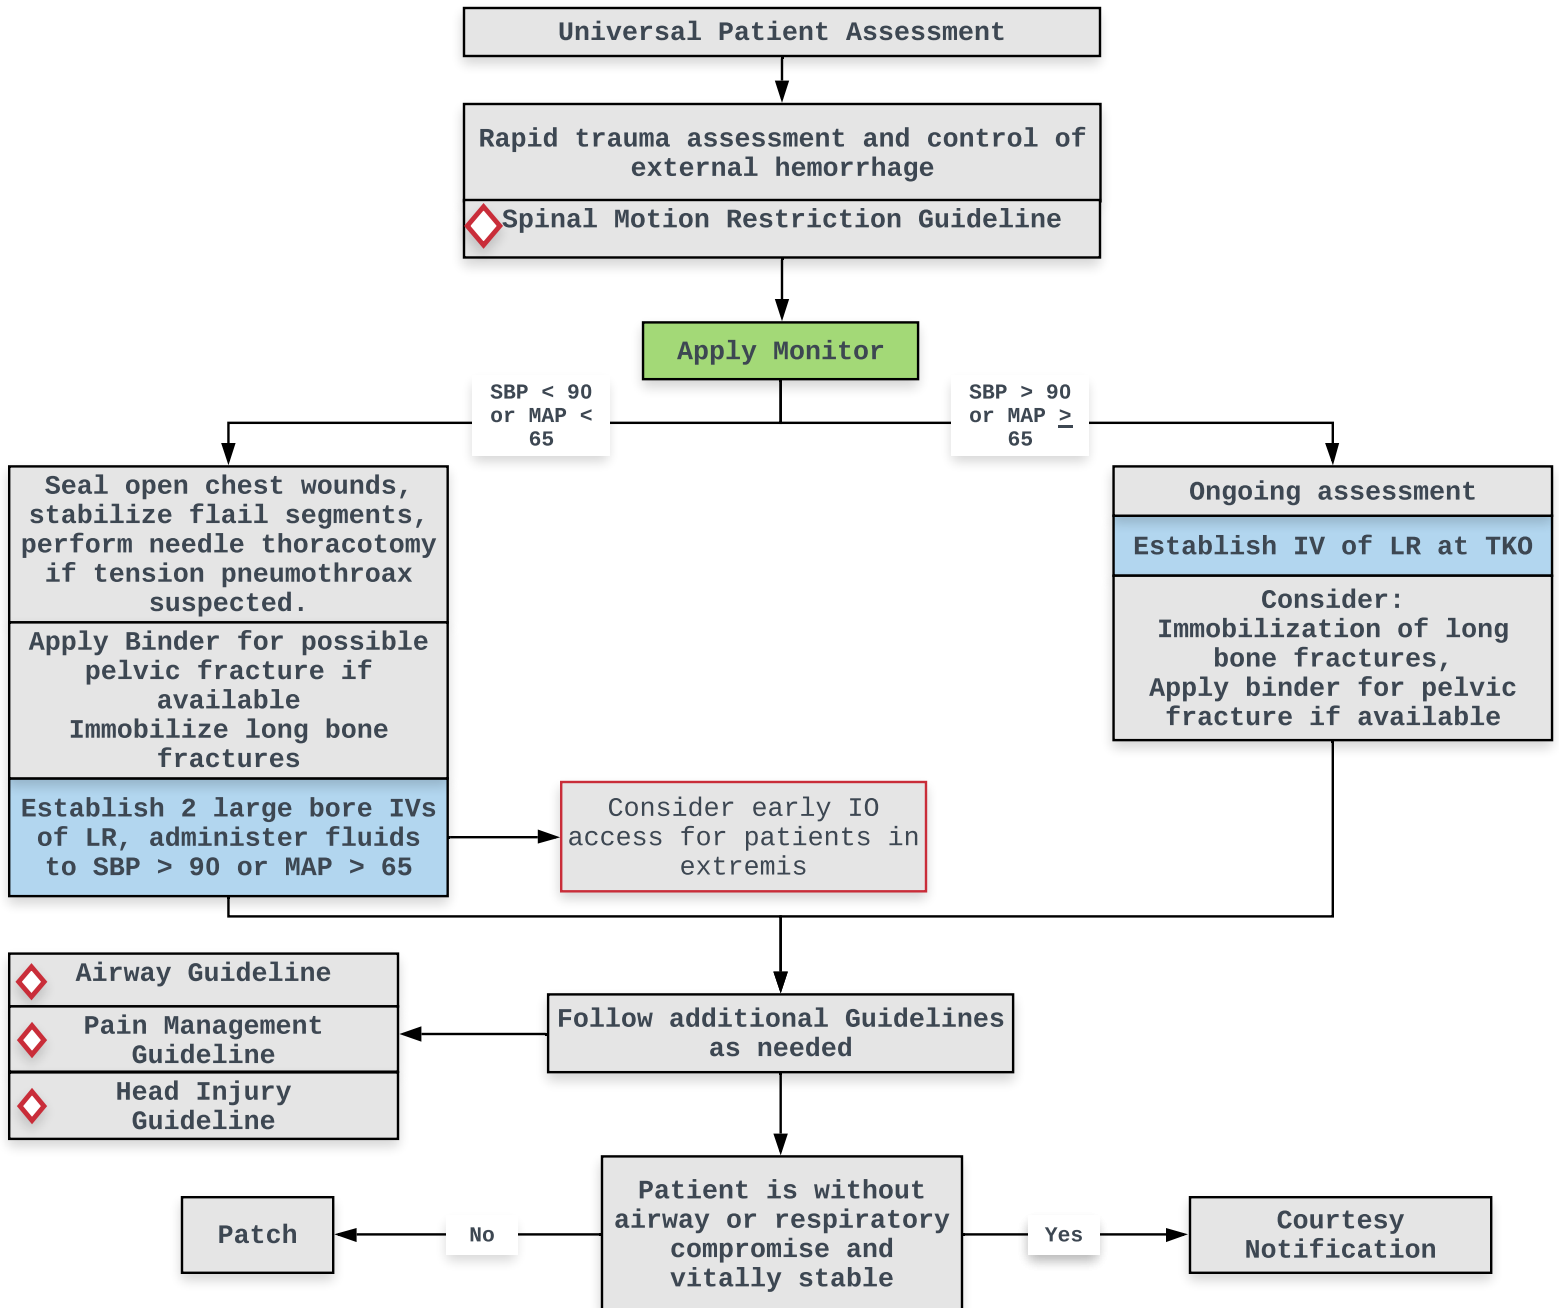 Universal Patient Assessment
Rapid trauma assessment and control of
external hemorrhage
Spinal Motion Restriction Guideline
Apply Monitor
SBP < 90
or MAP <
65
SBP > 90
or MAP ≥
65
Seal open chest wounds,
stabilize flail segments,
perform needle thoracotomy
if tension pneumothroax
suspected.
Apply Binder for possible
pelvic fracture if
available
Immobilize long bone
fractures
Establish 2 large bore IVs
of LR, administer fluids
to SBP > 90 or MAP > 65
Ongoing assessment
Establish IV of LR at TKO
Consider:
Immobilization of long
bone fractures,
Apply binder for pelvic
fracture if available
Consider early IO
access for patients in
extremis
Airway Guideline
Pain Management
Guideline
Head Injury
Guideline
Follow additional Guidelines
as needed
Patient is without
airway or respiratory
compromise and
vitally stable
No
Patch
Yes
Courtesy
Notification